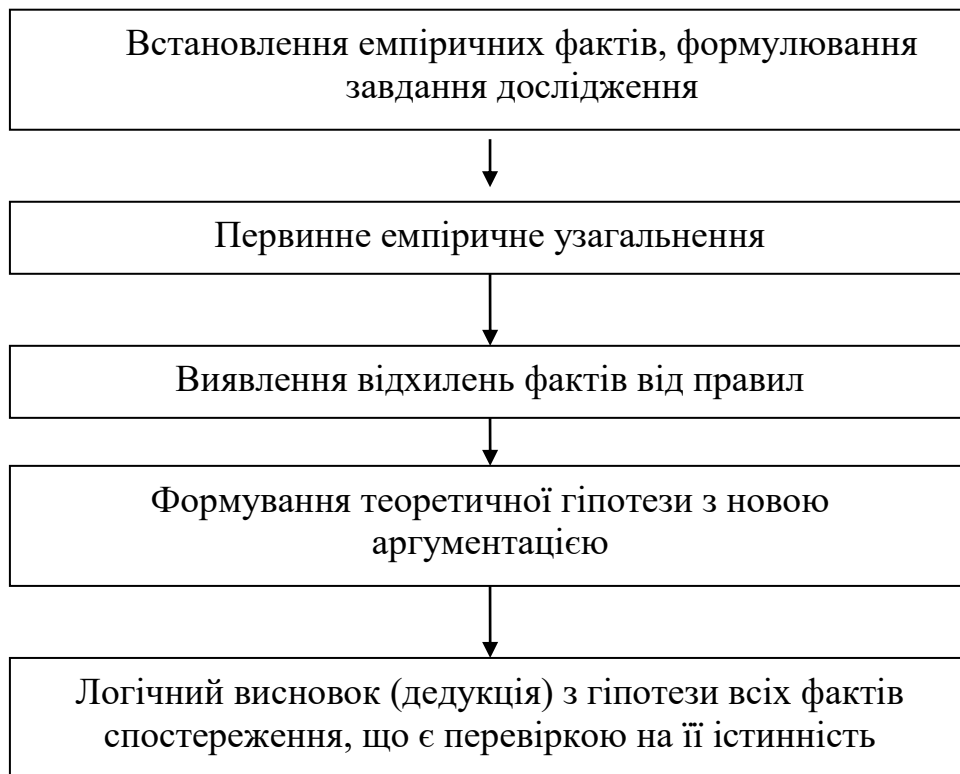 Встановлення емпіричних фактів, формулювання
завдання дослідження
Первинне емпіричне узагальнення
Виявлення відхилень фактів від правил
Формування теоретичної гіпотези з новою
аргументацією
Логічний висновок (дедукція) з гіпотези всіх фактів
спостереження, що є перевіркою на її істинність